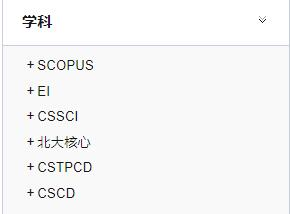 学科
+ SCOPUS
+ EI
+ CSSCI
+ 北大核心
+ CSTPCD
+ CSCD